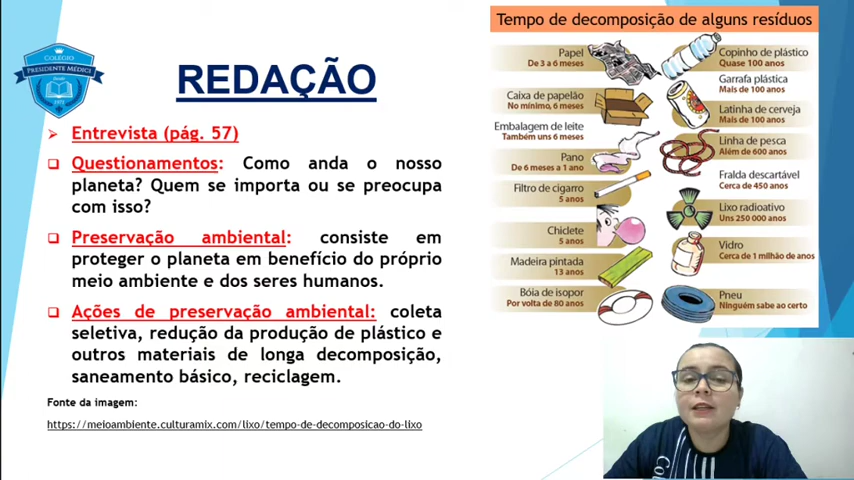 COLÉGIO
PRESIDENTE MÉDICI
REDAÇÃO
Entrevista (pág. 57)
Questionamentos: Como anda o nosso
planeta? Quem se importa ou se preocupa
com isso?
Preservação ambiental: consiste em
proteger o planeta em benefício do próprio
meio ambiente e dos seres humanos.
Ações de preservação ambiental: coleta
seletiva, redução da produção de plástico e
outros materiais de longa decomposição,
saneamento básico, reciclagem.
Fonte da imagem:
https://meioambiente.culturamix.com/lixo/tempo-de-decomposicao-do-lixo
Tempo de decomposição de alguns resíduos
Papel
De 3 a 6 meses
Caixa de papelão
No mínimo, 6 meses
Embalagem de leite
Também uns 6 meses
Pano
De 6 meses a 1 ano
Filtro de cigarro
5 anos
Chiclete
5 anos
Madeira pintada
13 anos
Bóia de isopor
Por volta de 80 anos
Copinho de plástico
Quase 100 anos
Garrafa plástica
Mais de 100 anos
Latinha de cerveja
Mais de 100 anos
Linha de pesca
Além de 600 anos
Fralda descartável
Cerca de 450 anos
Lixo radioativo
Uns 250 000 anos
Vidro
Cerca de 1 milhão de anos
Pneu
Ninguém sabe ao certo